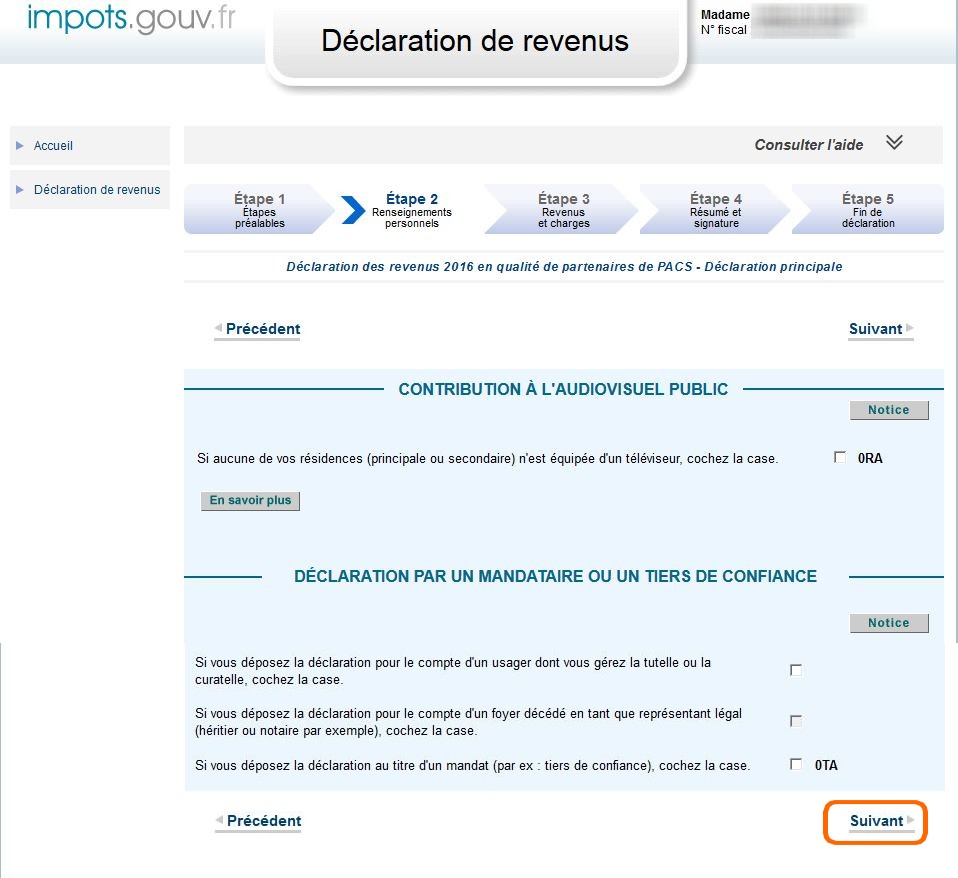 impots.gouv.fr
Déclaration de revenus
Madame
N° fiscal
Accueil
Déclaration de revenus
Consulter l'aide
Étape 1
Étapes
préalables
Étape 2
Renseignements
personnels
Étape 3
Revenus
et charges
Étape 4
Résumé et
signature
Étape 5
Fin de
déclaration
Déclaration des revenus 2016 en qualité de partenaires de PACS - Déclaration principale
Précédent
Suivant
CONTRIBUTION À L'AUDIOVISUEL PUBLIC
Notice
Si aucune de vos résidences (principale ou secondaire) n'est équipée d'un téléviseur, cochez la case.
0RA
En savoir plus
DÉCLARATION PAR UN MANDATAIRE OU UN TIERS DE CONFIANCE
Notice
Si vous déposez la déclaration pour le compte d'un usager dont vous gérez la tutelle ou la
curatelle, cochez la case.
Si vous déposez la déclaration pour le compte d'un foyer décédé en tant que représentant légal
(héritier ou notaire par exemple), cochez la case.
Si vous déposez la déclaration au titre d'un mandat (par ex : tiers de confiance), cochez la case.
0TA
Précédent
Suivant